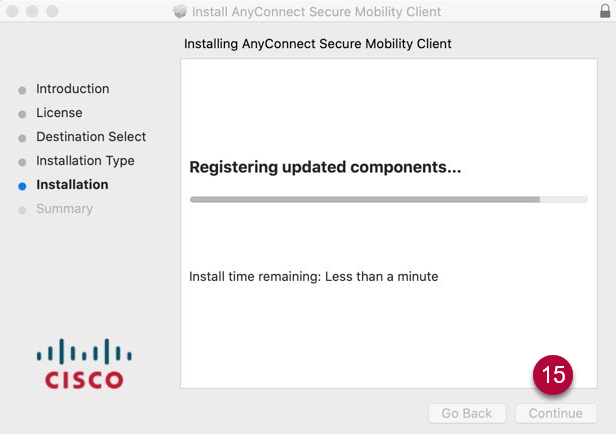 Install AnyConnect Secure Mobility Client
Installing AnyConnect Secure Mobility Client
Introduction
License
Destination Select
Installation Type
Installation
Summary
Registering updated components...
Install time remaining: Less than a minute
CISCO
15
Go Back
Continue